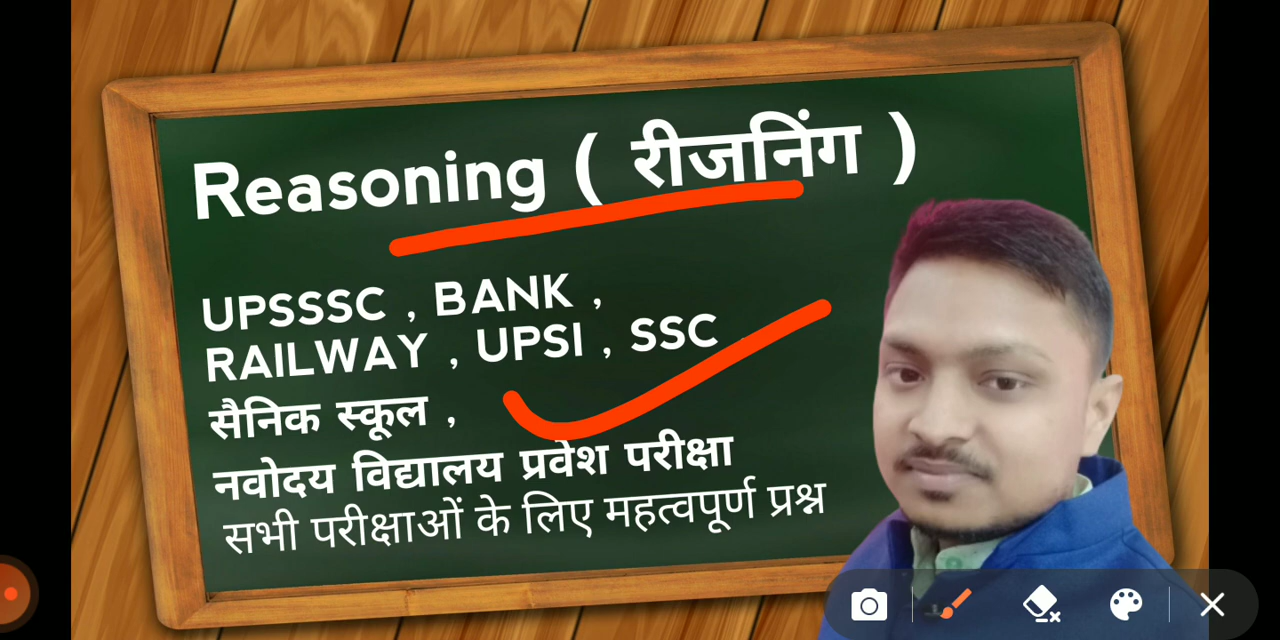 Reasoning ( रीजनिंग )
UPSSSC , BANK ,
RAILWAY , UPSI , SSC
सैनिक स्कूल ,
नवोदय विद्यालय प्रवेश परीक्षा
सभी परीक्षाओं के लिए महत्वपूर्ण प्रश्न